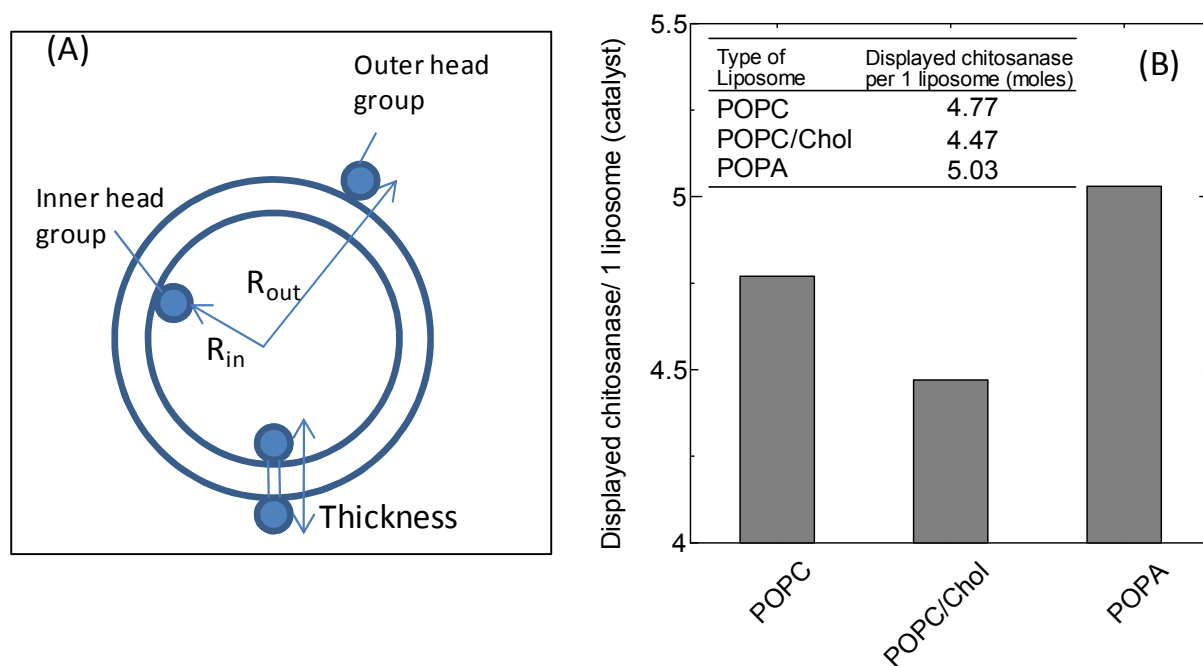 (A)
Outer head
group
Inner head
group
R_out
R_in
Thickness
Displayed chitosanase/ 1 liposome (catalyst)
5.5
5
4.5
4
(B)
Type of Displayed chitosanase
Liposome per 1 liposome (moles)
POPC 4.77
POPC/Chol 4.47
POPA 5.03
POPC
POPC/Chol
POPA